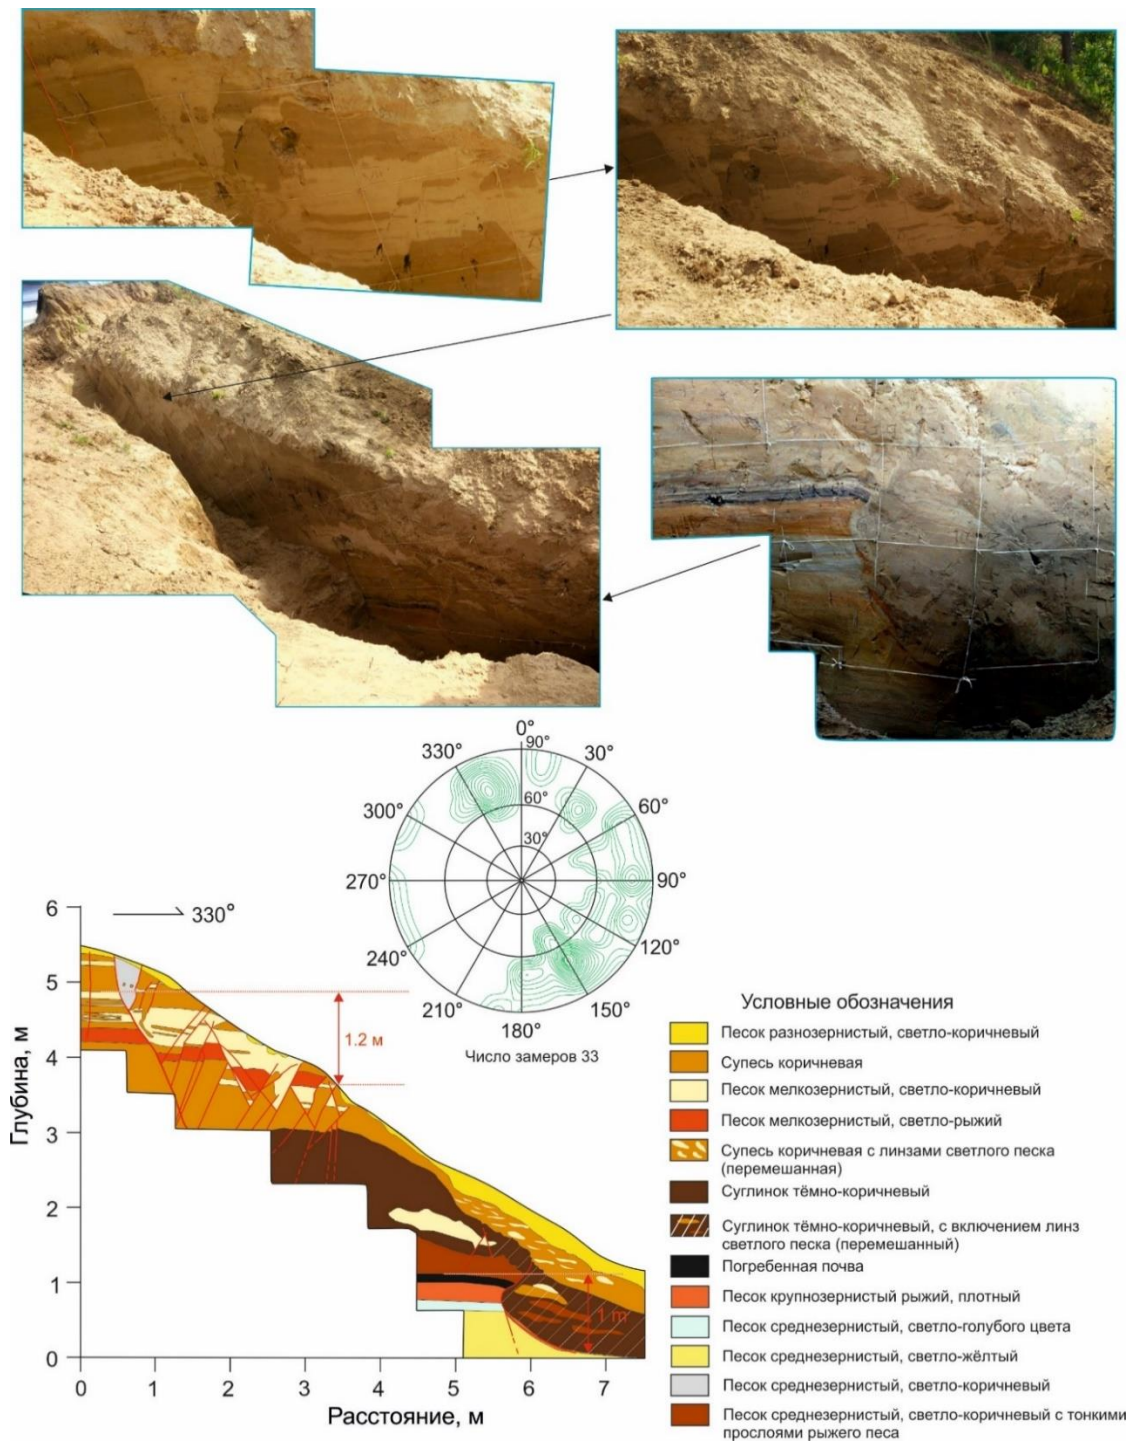 0°
330°
90°
30°
300°
60°
60°
30°
270°
90°
240°
120°
210°
150°
180°
Число замеров 33
6
330°
5
1.2 м
4
Глубина, м
3
2
1
1 m
0
0 1 2 3 4 5 6 7
Расстояние, м
Условные обозначения
Песок разнозернистый, светло-коричневый
Супесь коричневая
Песок мелкозернистый, светло-коричневый
Песок мелкозернистый, светло-рыжий
Супесь коричневая с линзами светлого песка
(перемешанная)
Суглинок тёмно-коричневый
Суглинок тёмно-коричневый, с включением линз
светлого песка (перемешанный)
Погребенная почва
Песок крупнозернистый рыжий, плотный
Песок среднезернистый, светло-голубого цвета
Песок среднезернистый, светло-жёлтый
Песок среднезернистый, светло-коричневый
Песок среднезернистый, светло-коричневый с тонкими
прослоями рыжего песа